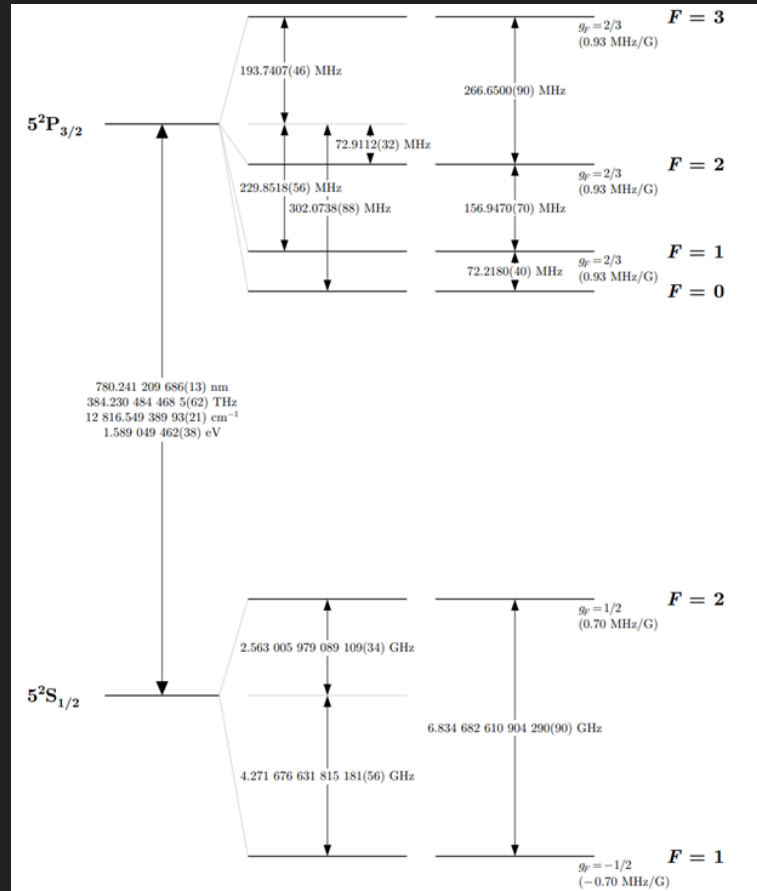 F = 3
g_F = 2/3
(0.93 MHz/G)
193.7407(46) MHz
266.6500(90) MHz
5²P₃/₂
72.9112(32) MHz
F = 2
g_F = 2/3
(0.93 MHz/G)
229.8518(56) MHz
302.0738(88) MHz
156.9470(70) MHz
F = 1
g_F = 2/3
(0.93 MHz/G)
72.2180(40) MHz
F = 0
780.241 209 686(13) nm
384.230 484 468 5(62) THz
12 816.549 389 93(21) cm⁻¹
1.589 049 462(38) eV
F = 2
g_F = 1/2
(0.70 MHz/G)
2.563 005 979 089 109(34) GHz
5²S₁/₂
6.834 682 610 904 290(90) GHz
4.271 676 631 815 181(56) GHz
F = 1
g_F = −1/2
(−0.70 MHz/G)